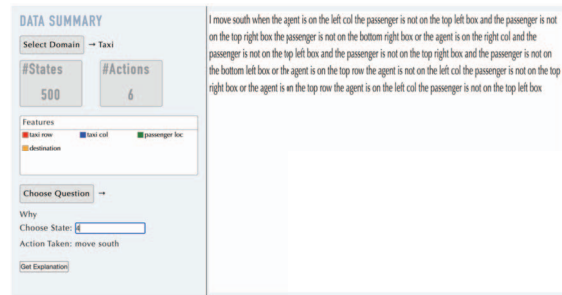 DATA SUMMARY
Select Domain → Taxi
#States #Actions
500 6
Features
taxi row taxi col passenger loc
destination
Choose Question →
Why
Choose State: 4
Action Taken: move south
Get Explanation
I move south when the agent is on the left col the passenger is not on the top left box and the passenger is not
on the top right box the passenger is not on the bottom right box or the agent is on the right col and the
passenger is not on the top left box and the passenger is not on the top right box and the passenger is not on
the bottom left box or the agent is on the top row the agent is not on the left col the passenger is not on the top
right box or the agent is on the top row the agent is on the left col the passenger is not on the top left box